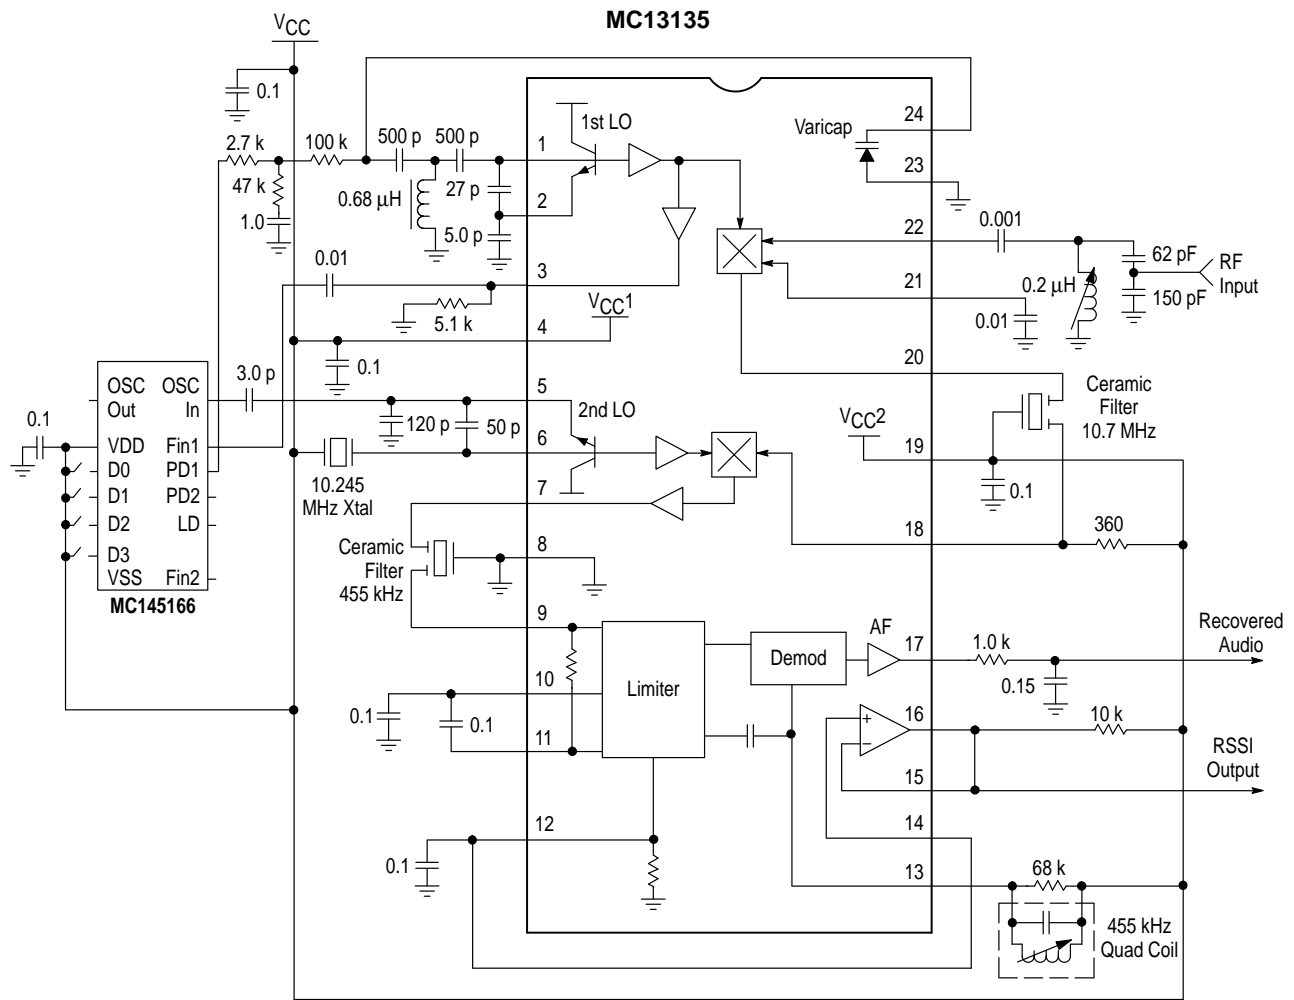 MC13135
VCC
0.1
2.7 k
100 k
500 p
500 p
47 k
1.0
0.68 µH
27 p
5.0 p
0.01
5.1 k
0.1
1
2
3
4
5
6
7
8
9
10
11
12
1st LO
VCC1
2nd LO
Varicap
24
23
22
21
20
19
18
17
16
15
14
13
0.001
62 pF
RF
Input
0.2 µH
150 pF
0.01
Ceramic
Filter
10.7 MHz
VCC2
0.1
360
3.0 p
120 p
50 p
10.245
MHz Xtal
0.1
OSC
Out
OSC
In
VDD
Fin1
D0
PD1
D1
PD2
D2
LD
D3
VSS
Fin2
MC145166
Ceramic
Filter
455 kHz
Limiter
Demod
AF
1.0 k
0.15
Recovered
Audio
0.1
0.1
+
–
10 k
RSSI
Output
0.1
68 k
455 kHz
Quad Coil